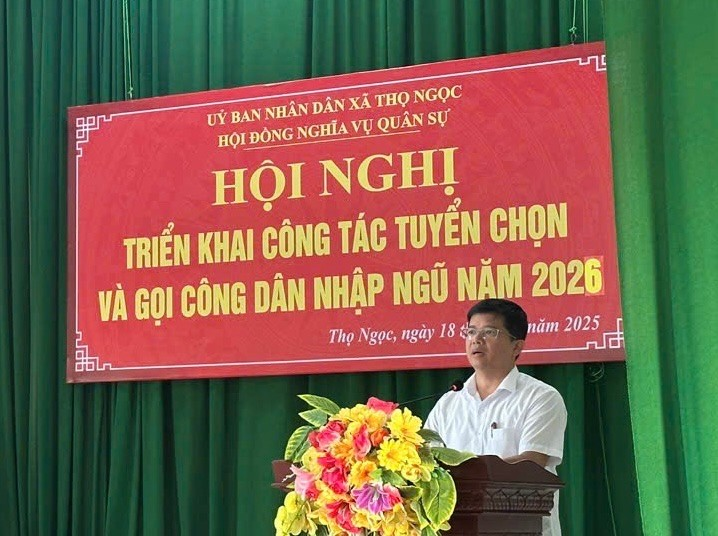 UỶ BAN NHÂN DÂN XÃ THỌ NGỌC
HỘI ĐỒNG NGHĨA VỤ QUÂN SỰ
HỘI NGHỊ
TRIỂN KHAI CÔNG TÁC TUYỂN CHỌN
VÀ GỌI CÔNG DÂN NHẬP NGŨ NĂM 2026
Thọ Ngọc, ngày 18 năm 2025